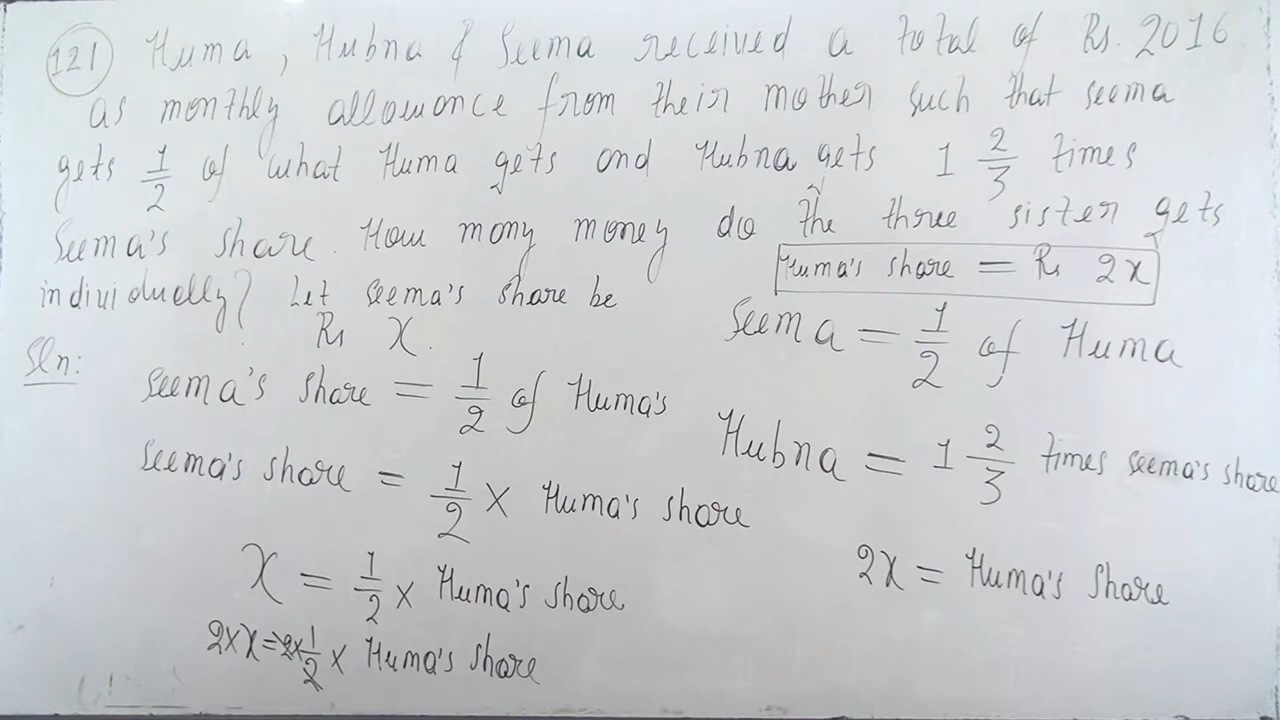 121 Huma, Hubna & Seema received a total of Rs. 2016
as monthly allowonce from their mother such that seema
gets 1/2 of what Huma gets and Hubna gets 1 2/3 times
Seema's share. How mony money do the three sister gets
individuelly? Let seema's share be
Rs x.
Huma's share = Rs 2x
Sln:
Seema's share = 1/2 of Huma's
Seema's share = 1/2 × Huma's share
x = 1/2 × Huma's share
2×x = 2×1/2 × Huma's share
Seema = 1/2 of Huma
Hubna = 1 2/3 times seema's share
2x = Huma's Share